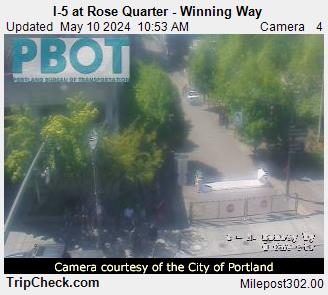 I-5 at Rose Quarter - Winning Way
Updated May 10 2024 10:53 AM Camera 4
PBOT
PORTLAND BUREAU OF TRANSPORTATION
Camera courtesy of the City of Portland
TripCheck.com Milepost302.00